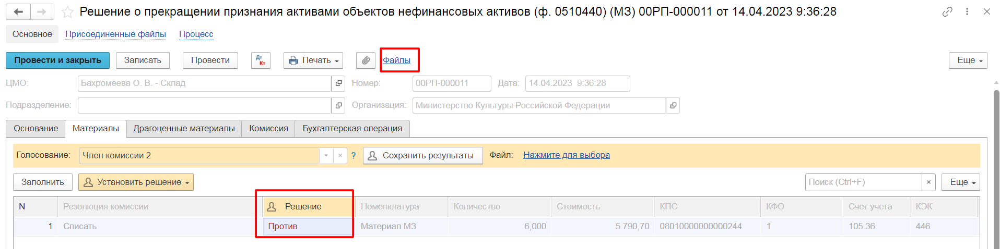 Решение о прекращении признания активами объектов нефинансовых активов (ф. 0510440) (МЗ) 00РП-000011 от 14.04.2023 9:36:28
Основное Присоединенные файлы Процесс
Провести и закрыть Записать Провести Дт Кт Печать Файлы Еще
ЦМО: Бахромеева О. В. - Склад Номер: 00РП-000011 Дата: 14.04.2023 9:36:28
Подразделение: Организация: Министерство Культуры Российской Федерации
Основание Материалы Драгоценные материалы Комиссия Бухгалтерская операция
Голосование: Член комиссии 2 ? Сохранить результаты Файл: Нажмите для выбора
Заполнить Установить решение Поиск (Ctrl+F) × Еще
N Резолюция комиссии Решение Номенклатура Количество Стоимость КПС КФО Счет учета КЭК
1 Списать Против Материал МЗ 6,000 5 790,70 08010000000000244 1 105.36 446